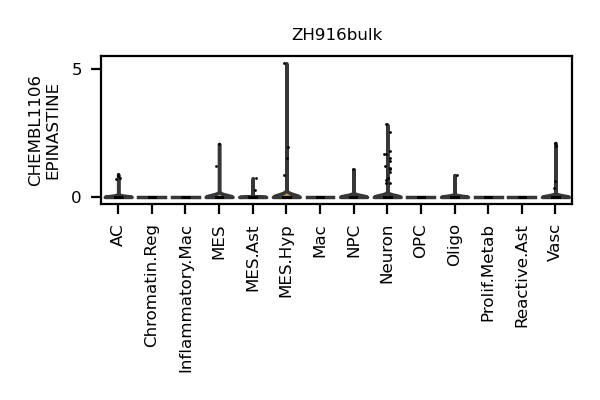 ZH916bulk
CHEMBL1106
EPINASTINE
5
0
AC
Chromatin.Reg
Inflammatory.Mac
MES
MES.Ast
MES.Hyp
Mac
NPC
Neuron
OPC
Oligo
Prolif.Metab
Reactive.Ast
Vasc